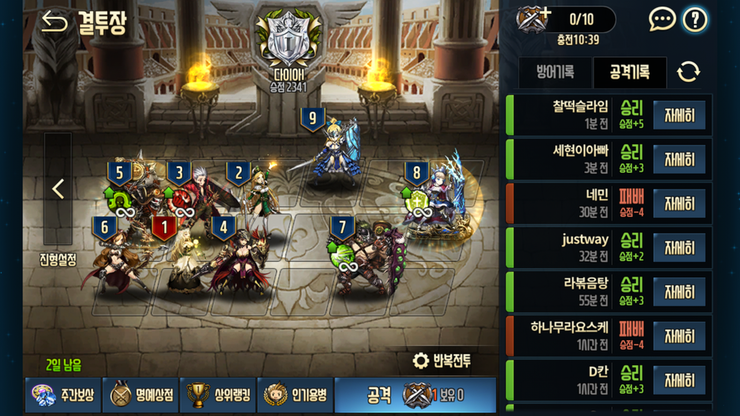 결투장
다이아
승점 2341
0/10
충전10:39
?
방어기록
공격기록
찰떡슬라임
1분 전
승리
승점+5
자세히
세현이아빠
3분 전
승리
승점+3
자세히
네민
30분 전
패배
승점-4
자세히
justway
32분 전
승리
승점+2
자세히
라볶음탕
55분 전
승리
승점+3
자세히
하나무라요스케
1시간 전
패배
승점-4
자세히
D칸
1시간 전
승리
승점+3
자세히
9
5
3
2
8
6
1
4
7
진형설정
2일 남음
반복전투
주간보상
명예상점
상위랭킹
인기용병
공격
1 보유 0